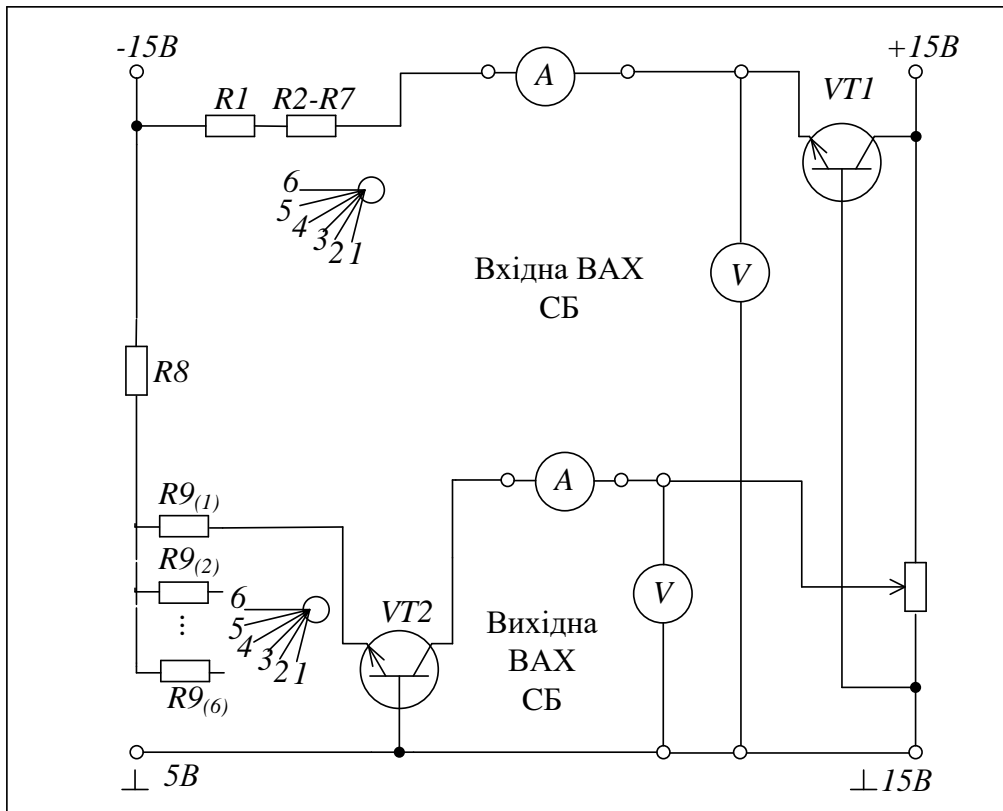 -15В
+15В
R1
R2-R7
A
VT1
6
5
4
3
2
1
Вхідна ВАХ
СБ
V
R8
R9(1)
A
R9(2)
⋮
R9(6)
6
5
4
3
2
1
VT2
V
Вихідна
ВАХ
СБ
⊥ 5В
⊥ 15В